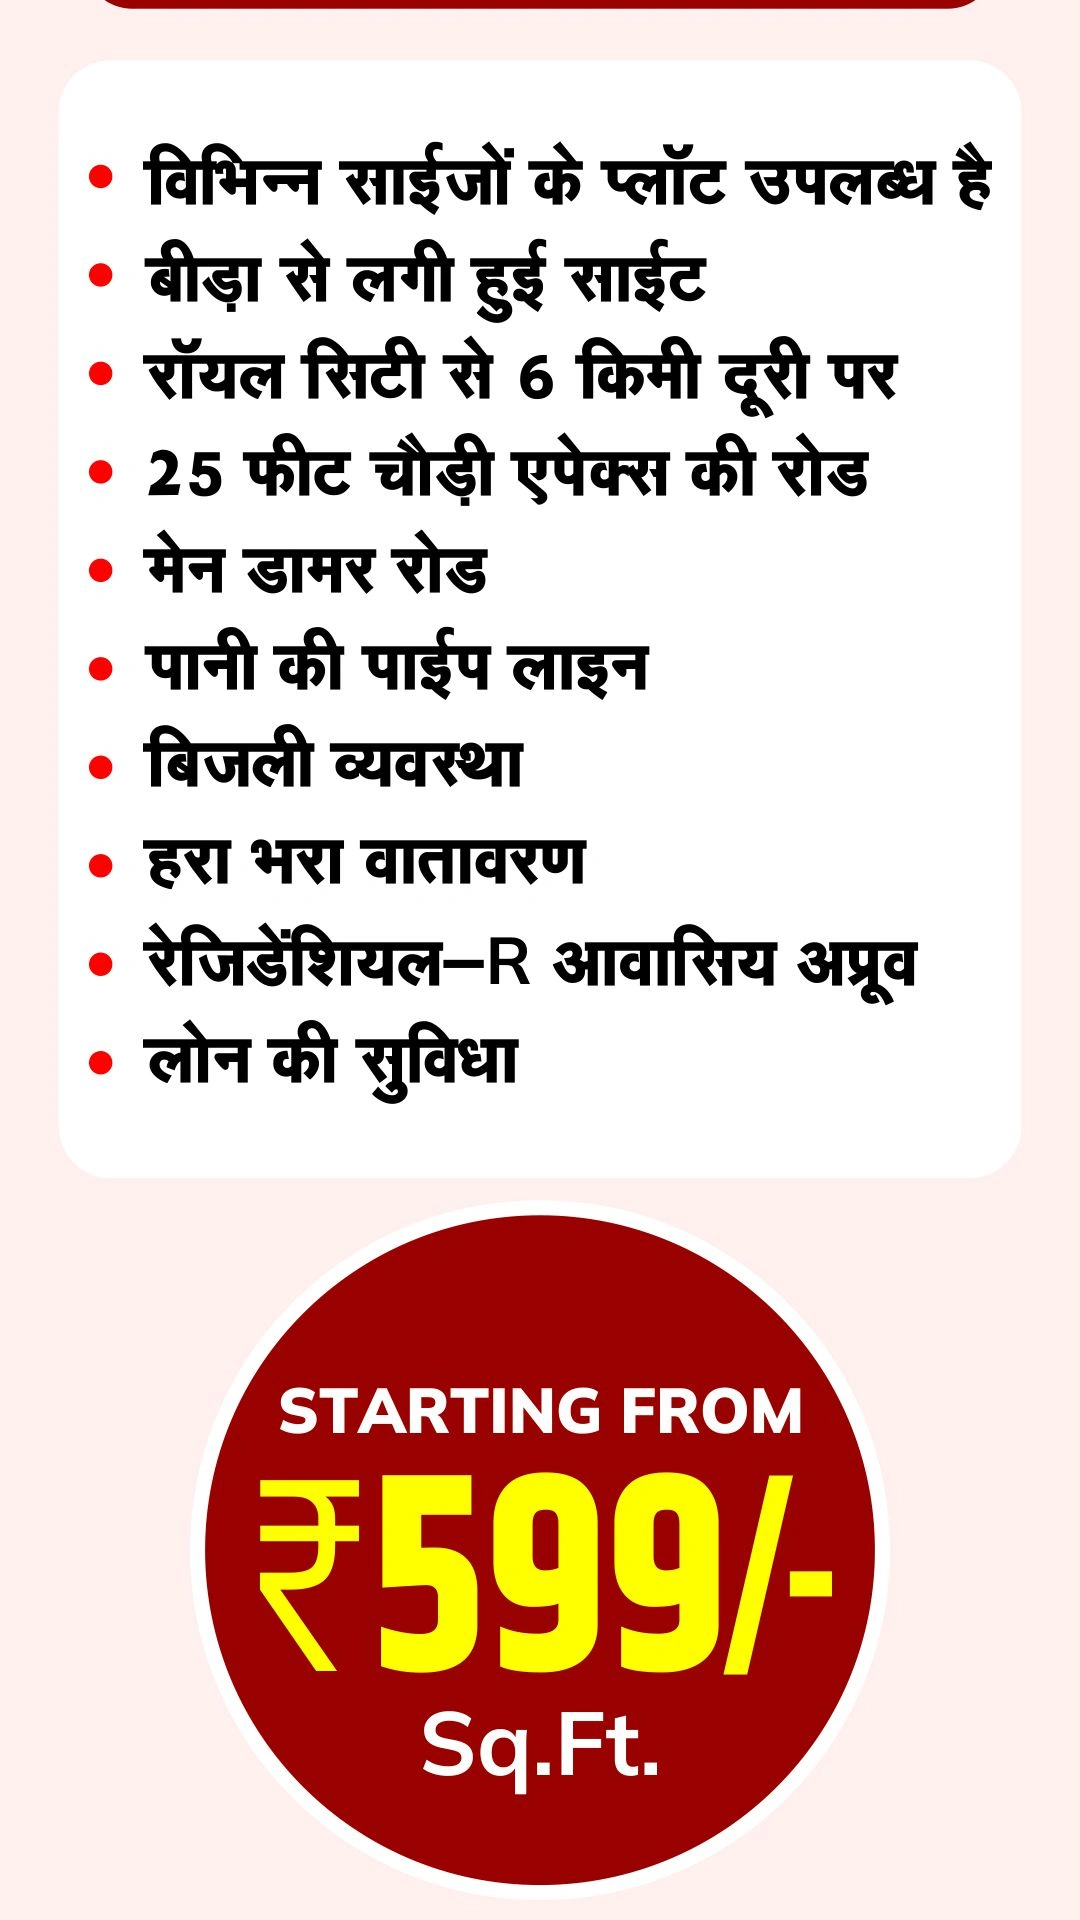 • विभिन्न साईजों के प्लॉट उपलब्ध है
• बीड़ा से लगी हुई साईट
• रॉयल सिटी से 6 किमी दूरी पर
• 25 फीट चौड़ी एपेक्स की रोड
• मेन डामर रोड
• पानी की पाईप लाइन
• बिजली व्यवस्था
• हरा भरा वातावरण
• रेजिडेंशियल–R आवासिय अप्रूव
• लोन की सुविधा
STARTING FROM
₹599/-
Sq.Ft.